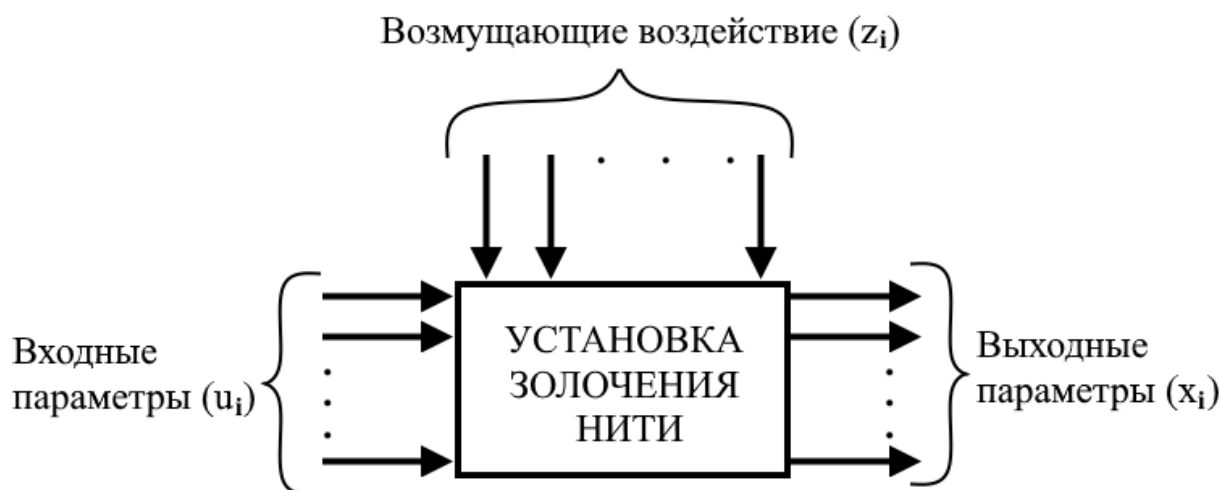 Возмущающие воздействие (zi)
Входные
параметры (ui)
УСТАНОВКА
ЗОЛОЧЕНИЯ
НИТИ
Выходные
параметры (xi)